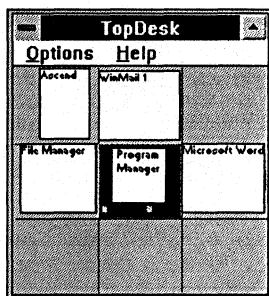 TopDesk
Options Help
Ascend WinMail 1
File Manager Program Manager Microsoft Word